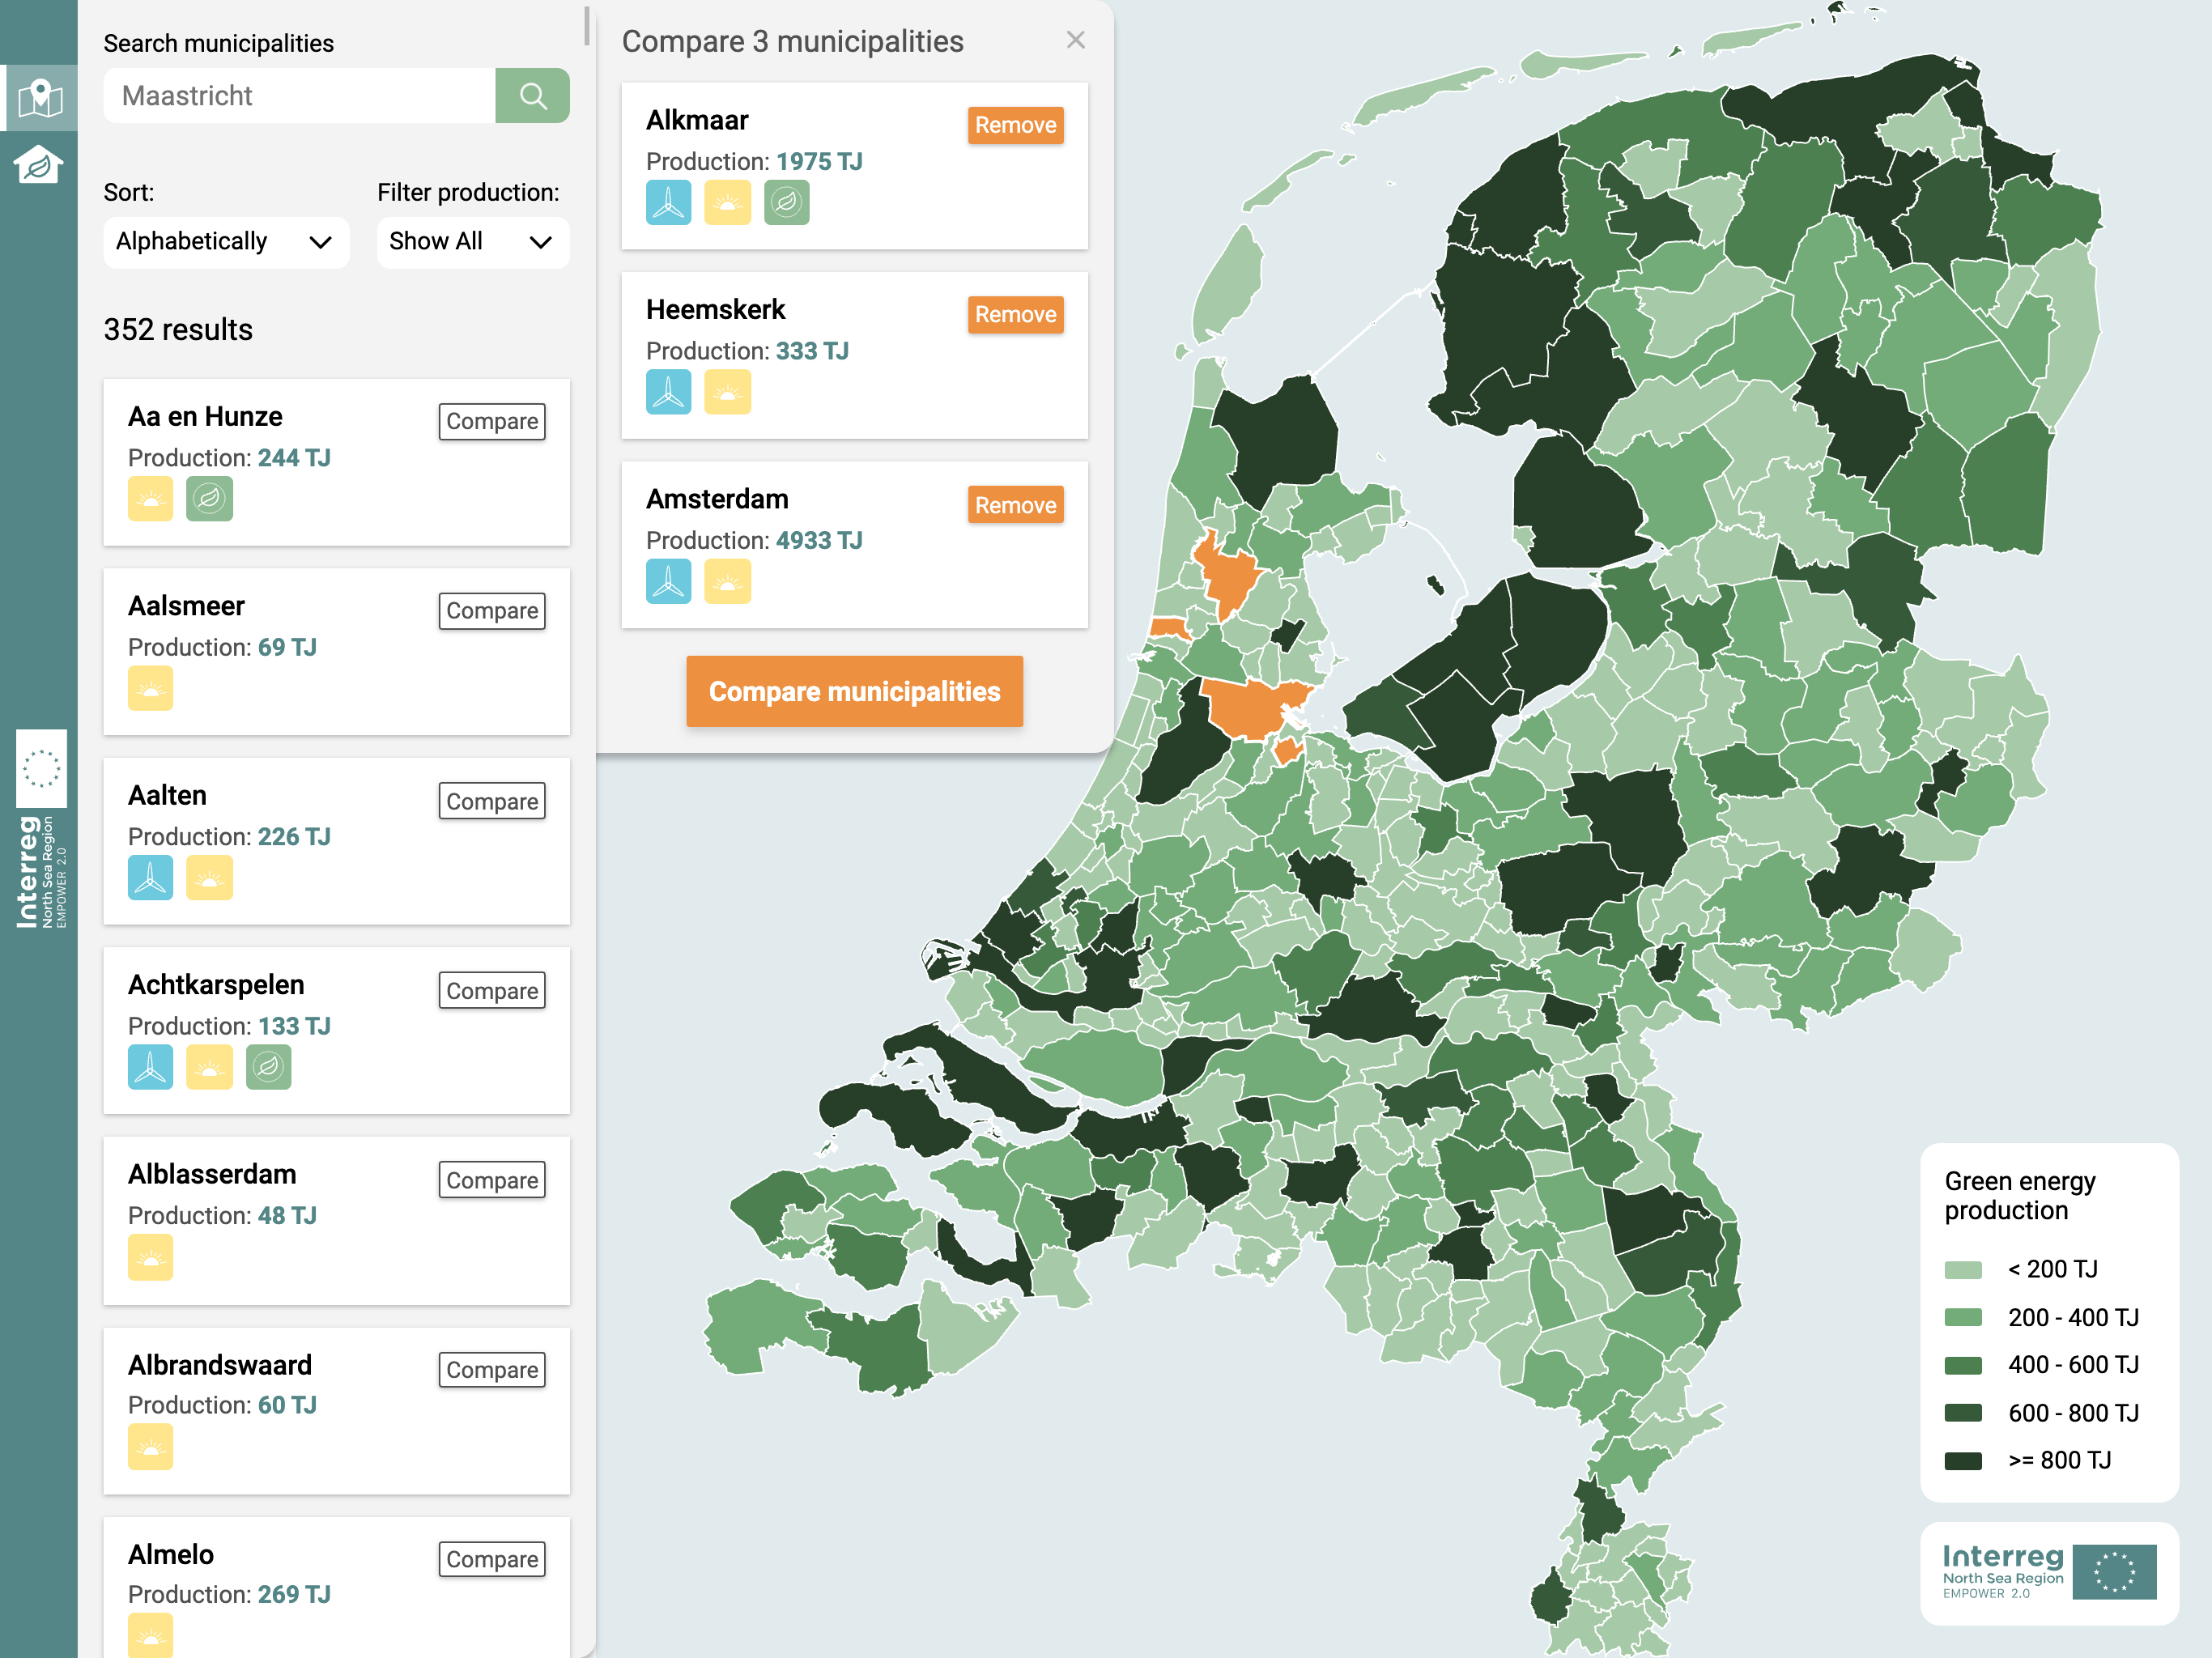 Interreg
North Sea Region
EMPOWER 2.0
Search municipalities
Maastricht
Sort:
Filter production:
Alphabetically
Show All
352 results
Aa en Hunze
Compare
Production: 244 TJ
Aalsmeer
Compare
Production: 69 TJ
Aalten
Compare
Production: 226 TJ
Achtkarspelen
Compare
Production: 133 TJ
Alblasserdam
Compare
Production: 48 TJ
Albrandswaard
Compare
Production: 60 TJ
Almelo
Compare
Production: 269 TJ
Compare 3 municipalities
Alkmaar
Remove
Production: 1975 TJ
Heemskerk
Remove
Production: 333 TJ
Amsterdam
Remove
Production: 4933 TJ
Compare municipalities
Green energy
production
< 200 TJ
200 - 400 TJ
400 - 600 TJ
600 - 800 TJ
>= 800 TJ
Interreg
North Sea Region
EMPOWER 2.0